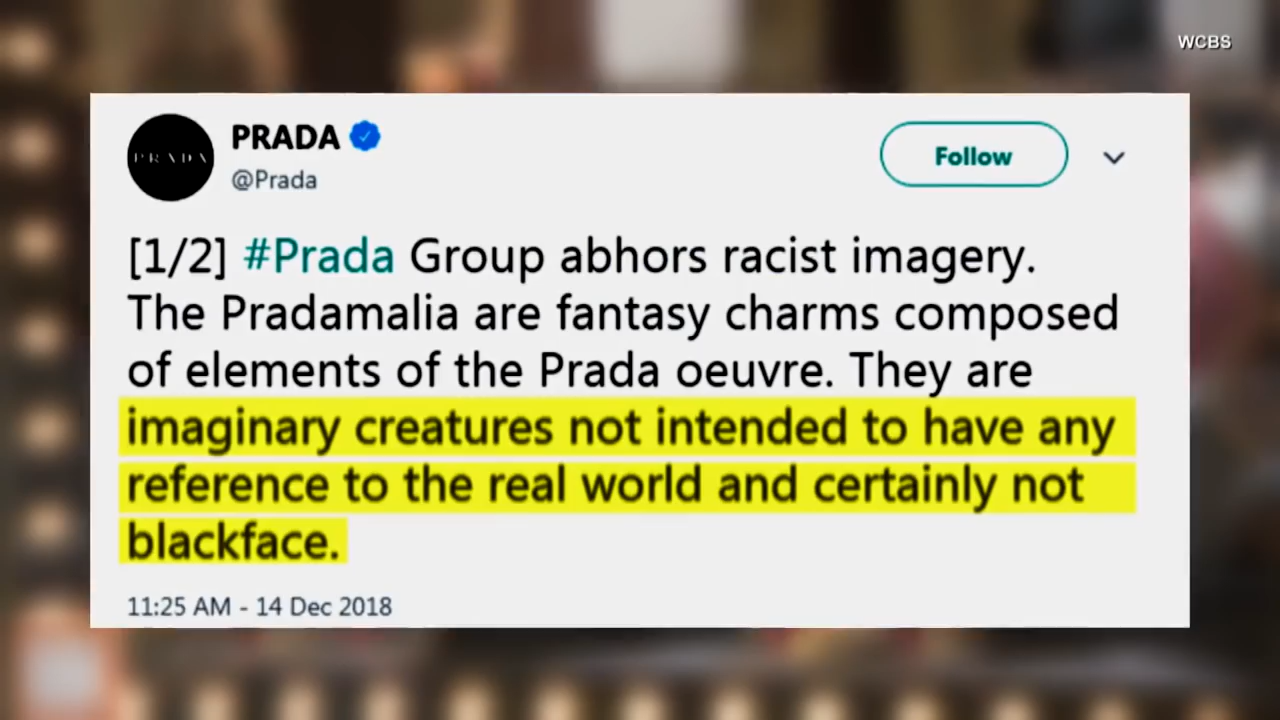 WCBS
PRADA
PRADA
@Prada
Follow
[1/2] #Prada Group abhors racist imagery.
The Pradamalia are fantasy charms composed
of elements of the Prada oeuvre. They are
imaginary creatures not intended to have any
reference to the real world and certainly not
blackface.
11:25 AM - 14 Dec 2018